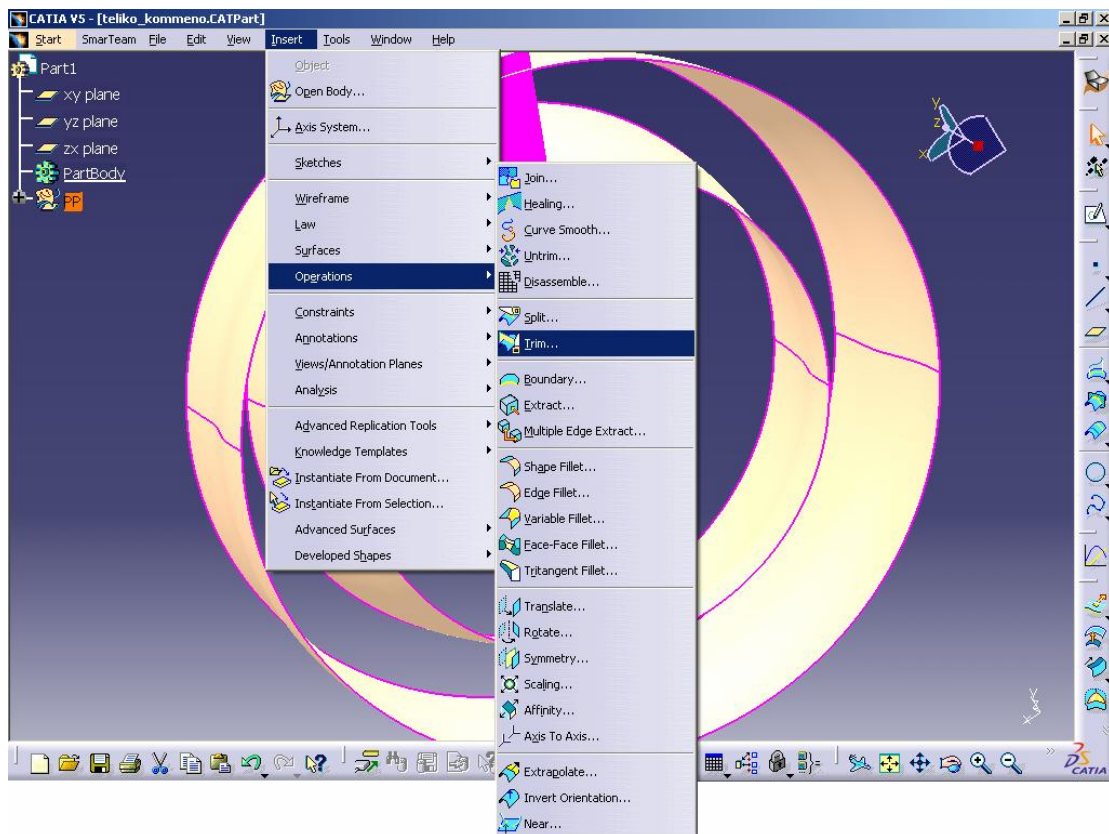 CATIA V5 - [teliko_kommeno.CATPart]
Start SmarTeam File Edit View Insert Tools Window Help
Part1
xy plane
yz plane
zx plane
PartBody
PP
Object
Open Body...
Axis System...
Sketches
Wireframe
Law
Surfaces
Operations
Constraints
Annotations
Views/Annotation Planes
Analysis
Advanced Replication Tools
Knowledge Templates
Instantiate From Document...
Instantiate From Selection...
Advanced Surfaces
Developed Shapes
Join...
Healing...
Curve Smooth...
Untrim...
Disassemble...
Split...
Trim...
Boundary...
Extract...
Multiple Edge Extract...
Shape Fillet...
Edge Fillet...
Variable Fillet...
Face-Face Fillet...
Tritangent Fillet...
Translate...
Rotate...
Symmetry...
Scaling...
Affinity...
Axis To Axis...
Extrapolate...
Invert Orientation...
Near...
y
z
x
CATIA